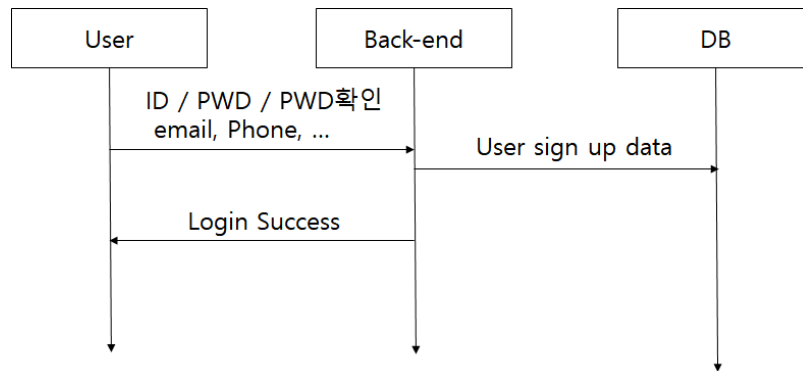 User
Back-end
DB
ID / PWD / PWD확인
email, Phone, ...
User sign up data
Login Success